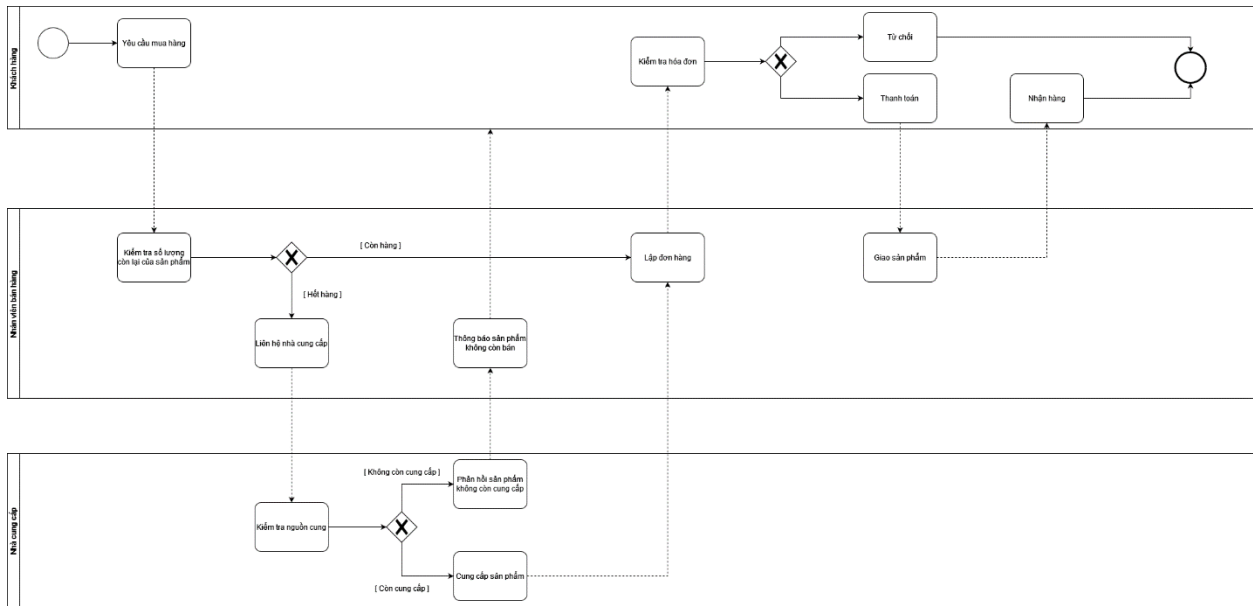 Khách hàng
Yêu cầu mua hàng
Kiểm tra hóa đơn
Từ chối
Thanh toán
Nhận hàng
Nhân viên bán hàng
Kiểm tra số lượng
còn lại của sản phẩm
[ Còn hàng ]
[ Hết hàng ]
Lập đơn hàng
Giao sản phẩm
Liên hệ nhà cung cấp
Thông báo sản phẩm
không còn bán
Nhà cung cấp
Kiểm tra nguồn cung
[ Không còn cung cấp ]
Phản hồi sản phẩm
không còn cung cấp
[ Còn cung cấp ]
Cung cấp sản phẩm